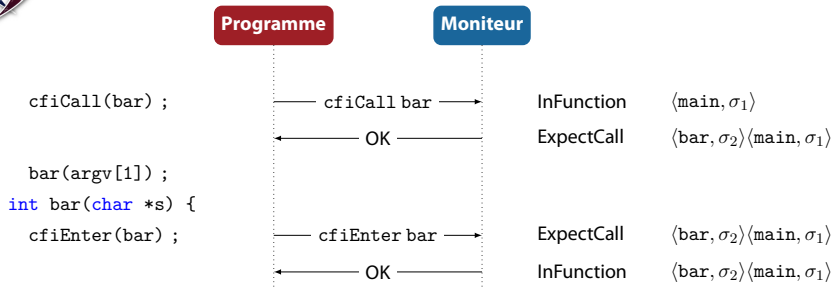 Programme Moniteur
cfiCall(bar) ; cfiCall bar InFunction ⟨main, σ₁⟩
OK ExpectCall ⟨bar, σ₂⟩⟨main, σ₁⟩
bar(argv[1]) ;
int bar(char *s) {
cfiEnter(bar) ; cfiEnter bar ExpectCall ⟨bar, σ₂⟩⟨main, σ₁⟩
OK InFunction ⟨bar, σ₂⟩⟨main, σ₁⟩